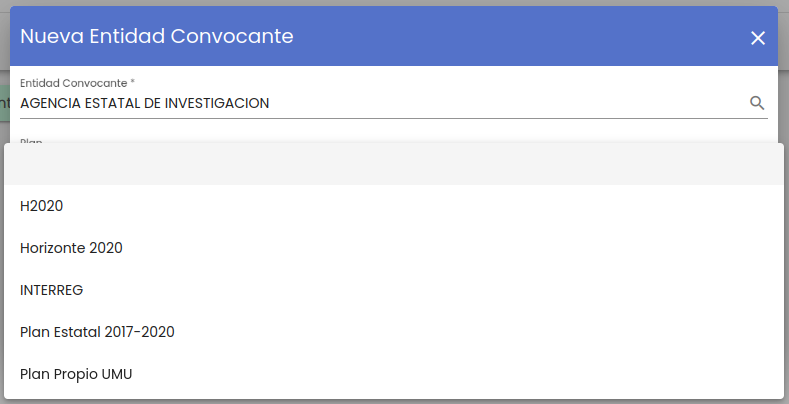 Nueva Entidad Convocante
Entidad Convocante *
AGENCIA ESTATAL DE INVESTIGACION
Plan
H2020
Horizonte 2020
INTERREG
Plan Estatal 2017-2020
Plan Propio UMU